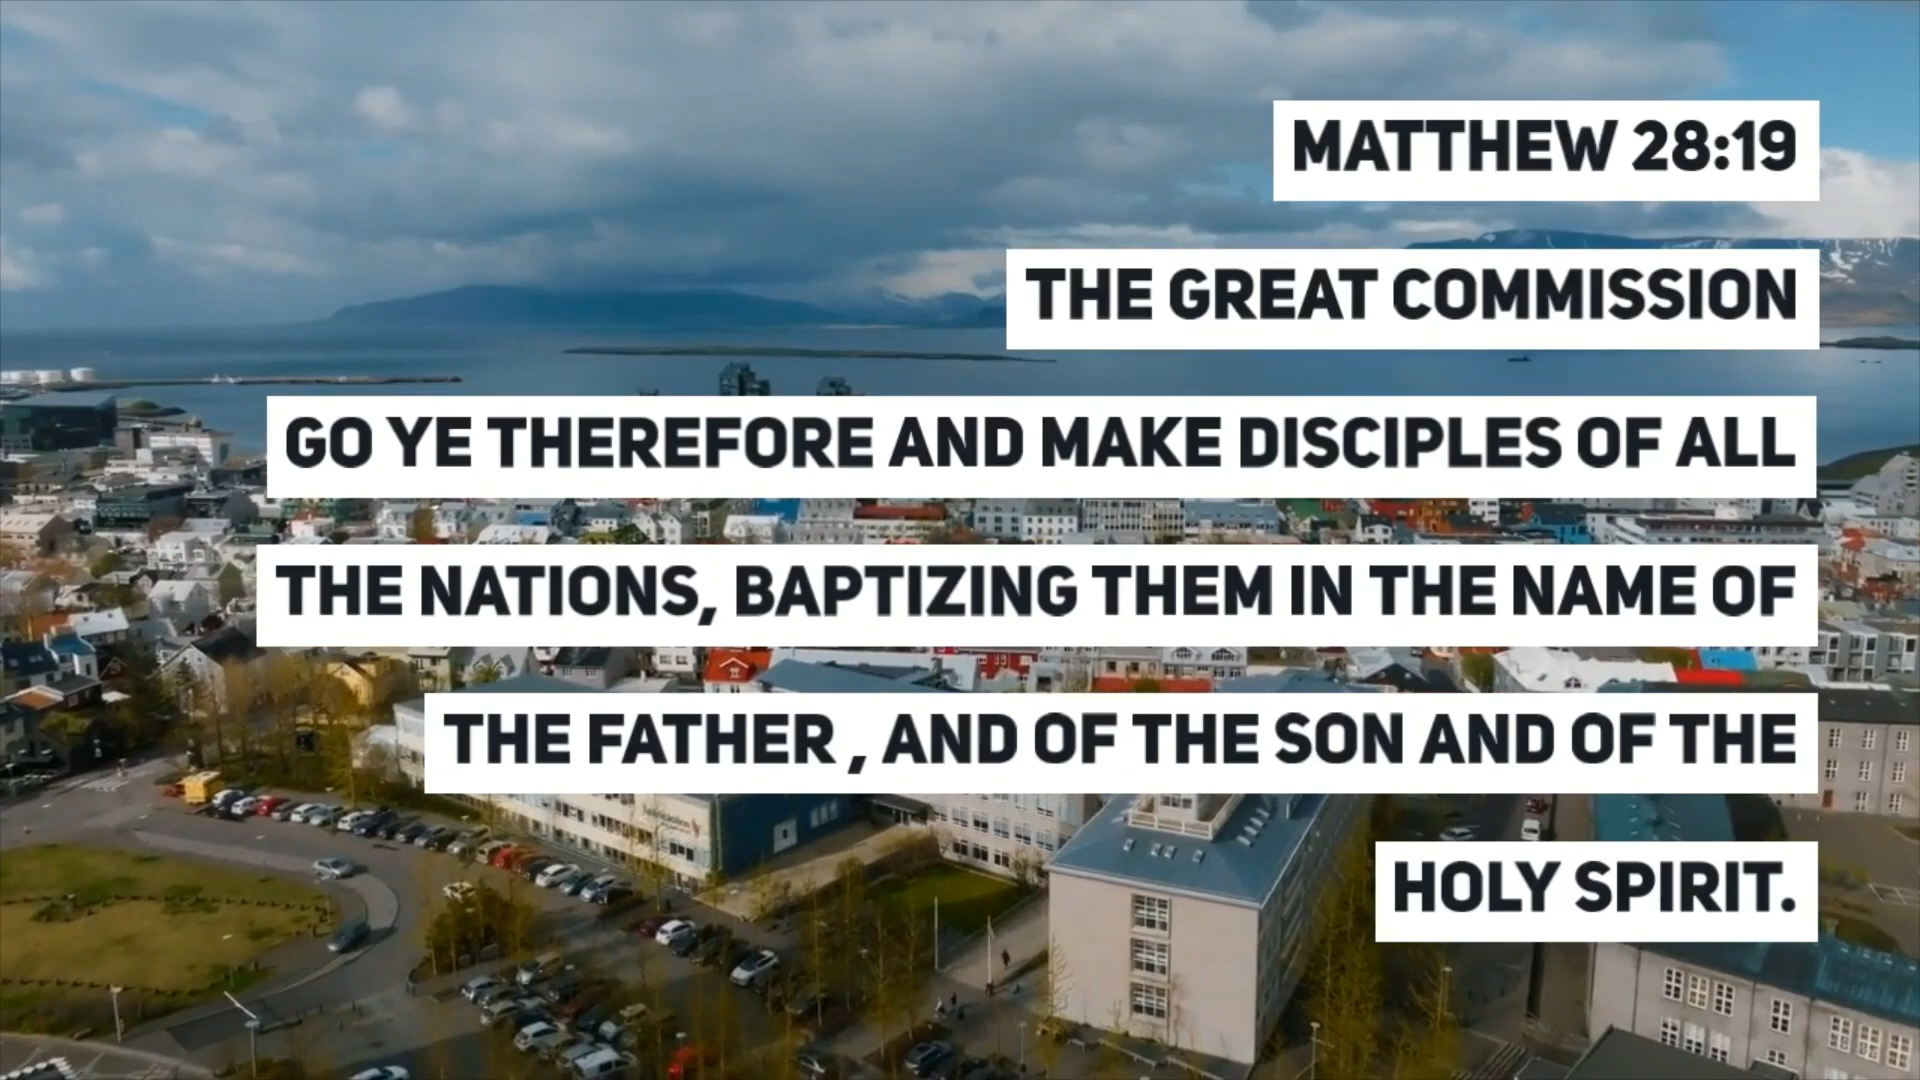 MATTHEW 28:19
THE GREAT COMMISSION
GO YE THEREFORE AND MAKE DISCIPLES OF ALL
THE NATIONS, BAPTIZING THEM IN THE NAME OF
THE FATHER , AND OF THE SON AND OF THE
HOLY SPIRIT.